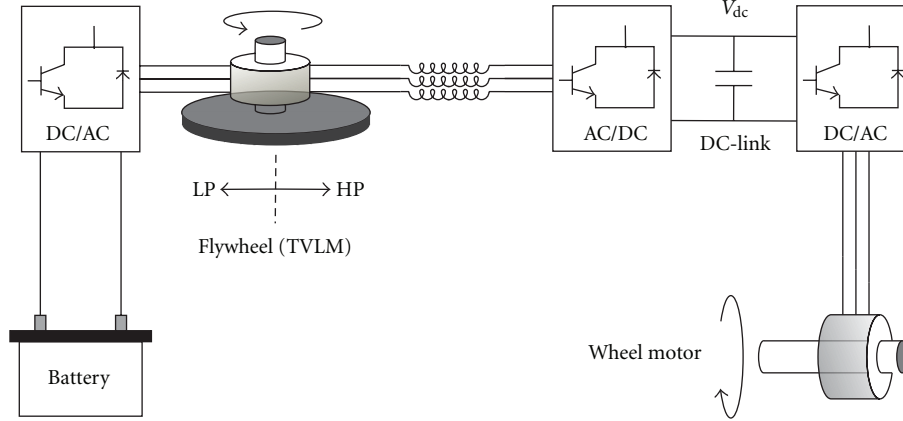 V_dc
DC/AC
AC/DC
DC/AC
DC-link
LP
HP
Flywheel (TVLM)
Wheel motor
Battery